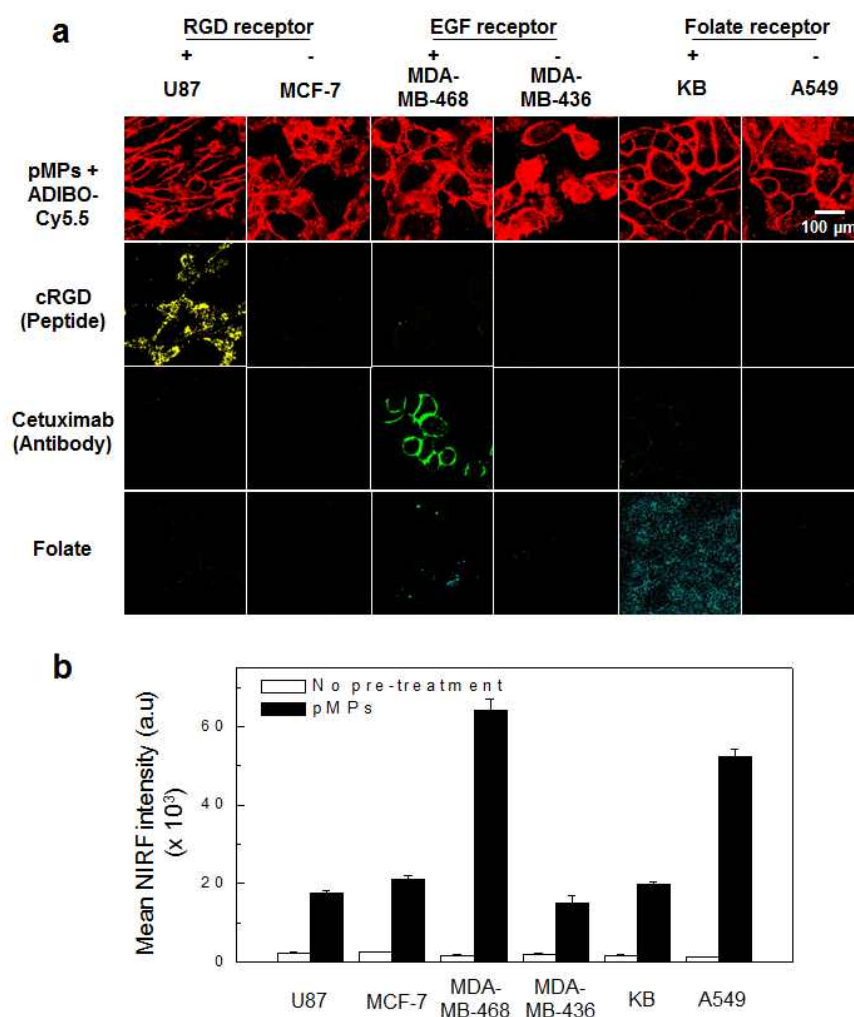 a
RGD receptor EGF receptor Folate receptor
+ - + - + -
U87 MCF-7 MDA-MB-468 MDA-MB-436 KB A549
pMPs +
ADIBO-
Cy5.5
100 µm
cRGD
(Peptide)
Cetuximab
(Antibody)
Folate
b
No pre-treatment
pMPs
Mean NIRF intensity (a.u)
(x 10³)
60
40
20
0
U87 MCF-7 MDA-MB-468 MDA-MB-436 KB A549